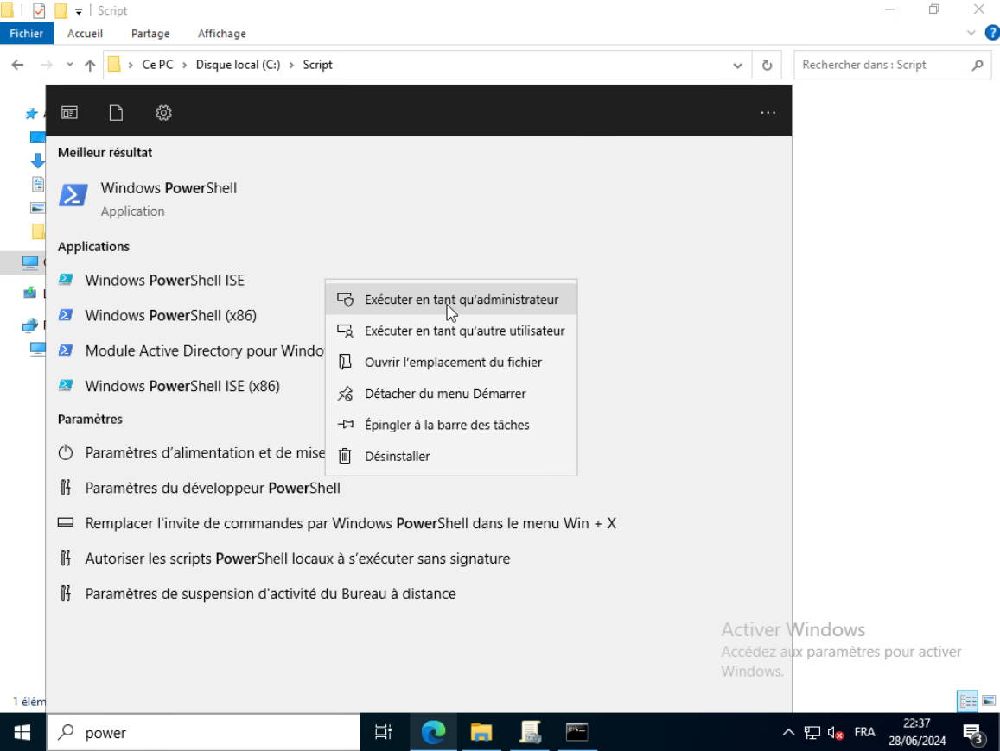 Script
Fichier
Accueil
Partage
Affichage
Ce PC
Disque local (C:)
Script
Rechercher dans : Script
Meilleur résultat
Windows PowerShell
Application
Applications
Windows PowerShell ISE
Windows PowerShell (x86)
Module Active Directory pour Windo
Windows PowerShell ISE (x86)
Exécuter en tant qu'administrateur
Exécuter en tant qu'autre utilisateur
Ouvrir l'emplacement du fichier
Détacher du menu Démarrer
Épingler à la barre des tâches
Désinstaller
Paramètres
Paramètres d'alimentation et de mise
Paramètres du développeur PowerShell
Remplacer l'invite de commandes par Windows PowerShell dans le menu Win + X
Autoriser les scripts PowerShell locaux à s'exécuter sans signature
Paramètres de suspension d'activité du Bureau à distance
Activer Windows
Accédez aux paramètres pour activer
Windows.
1 élém
power
FRA
22:37
28/06/2024
3